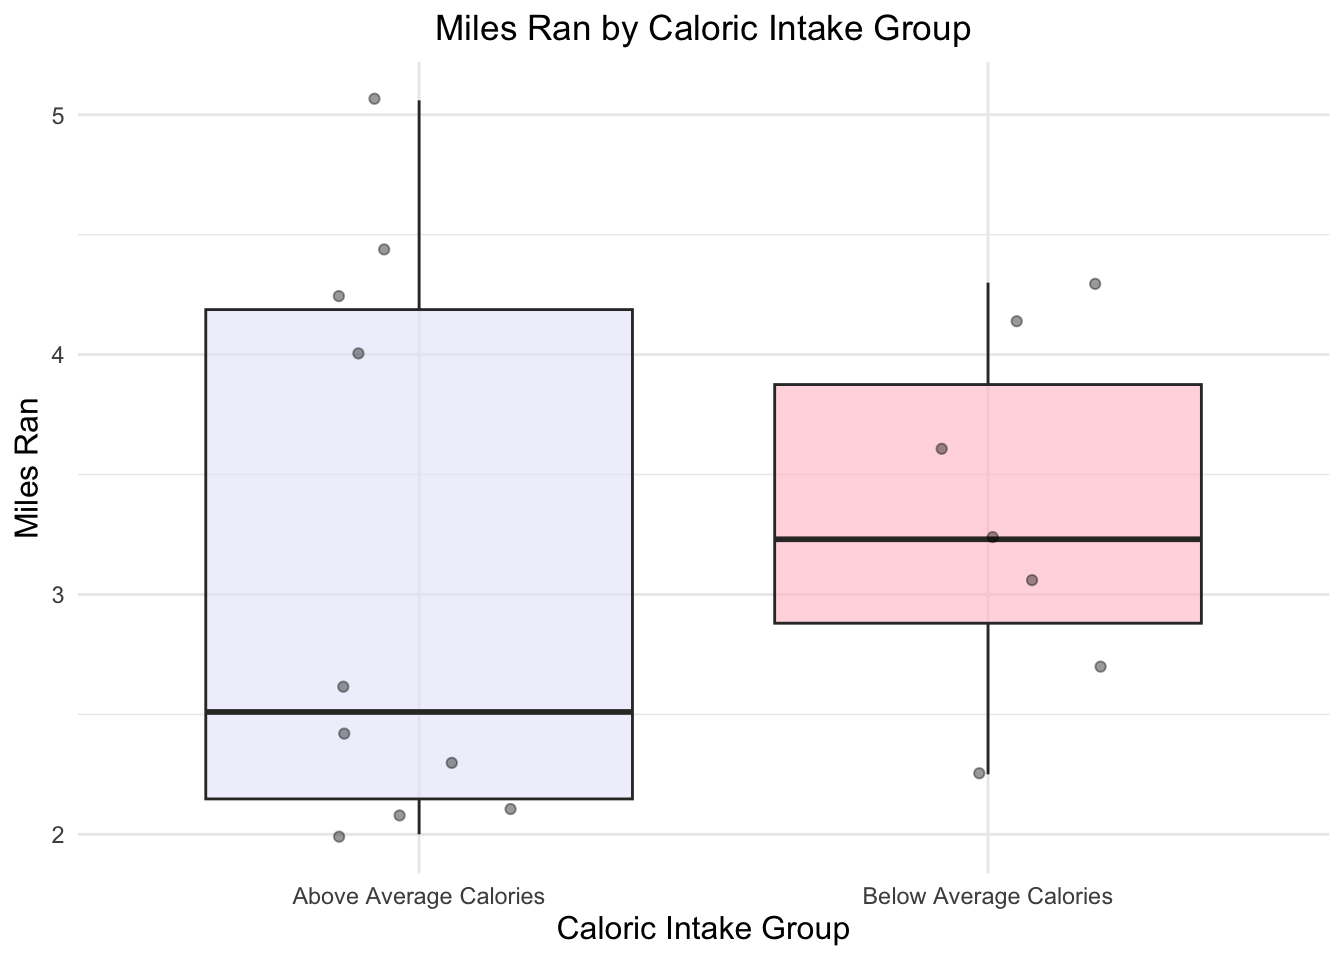 Miles Ran by Caloric Intake Group
Miles Ran
5
4
3
2
Above Average Calories
Below Average Calories
Caloric Intake Group